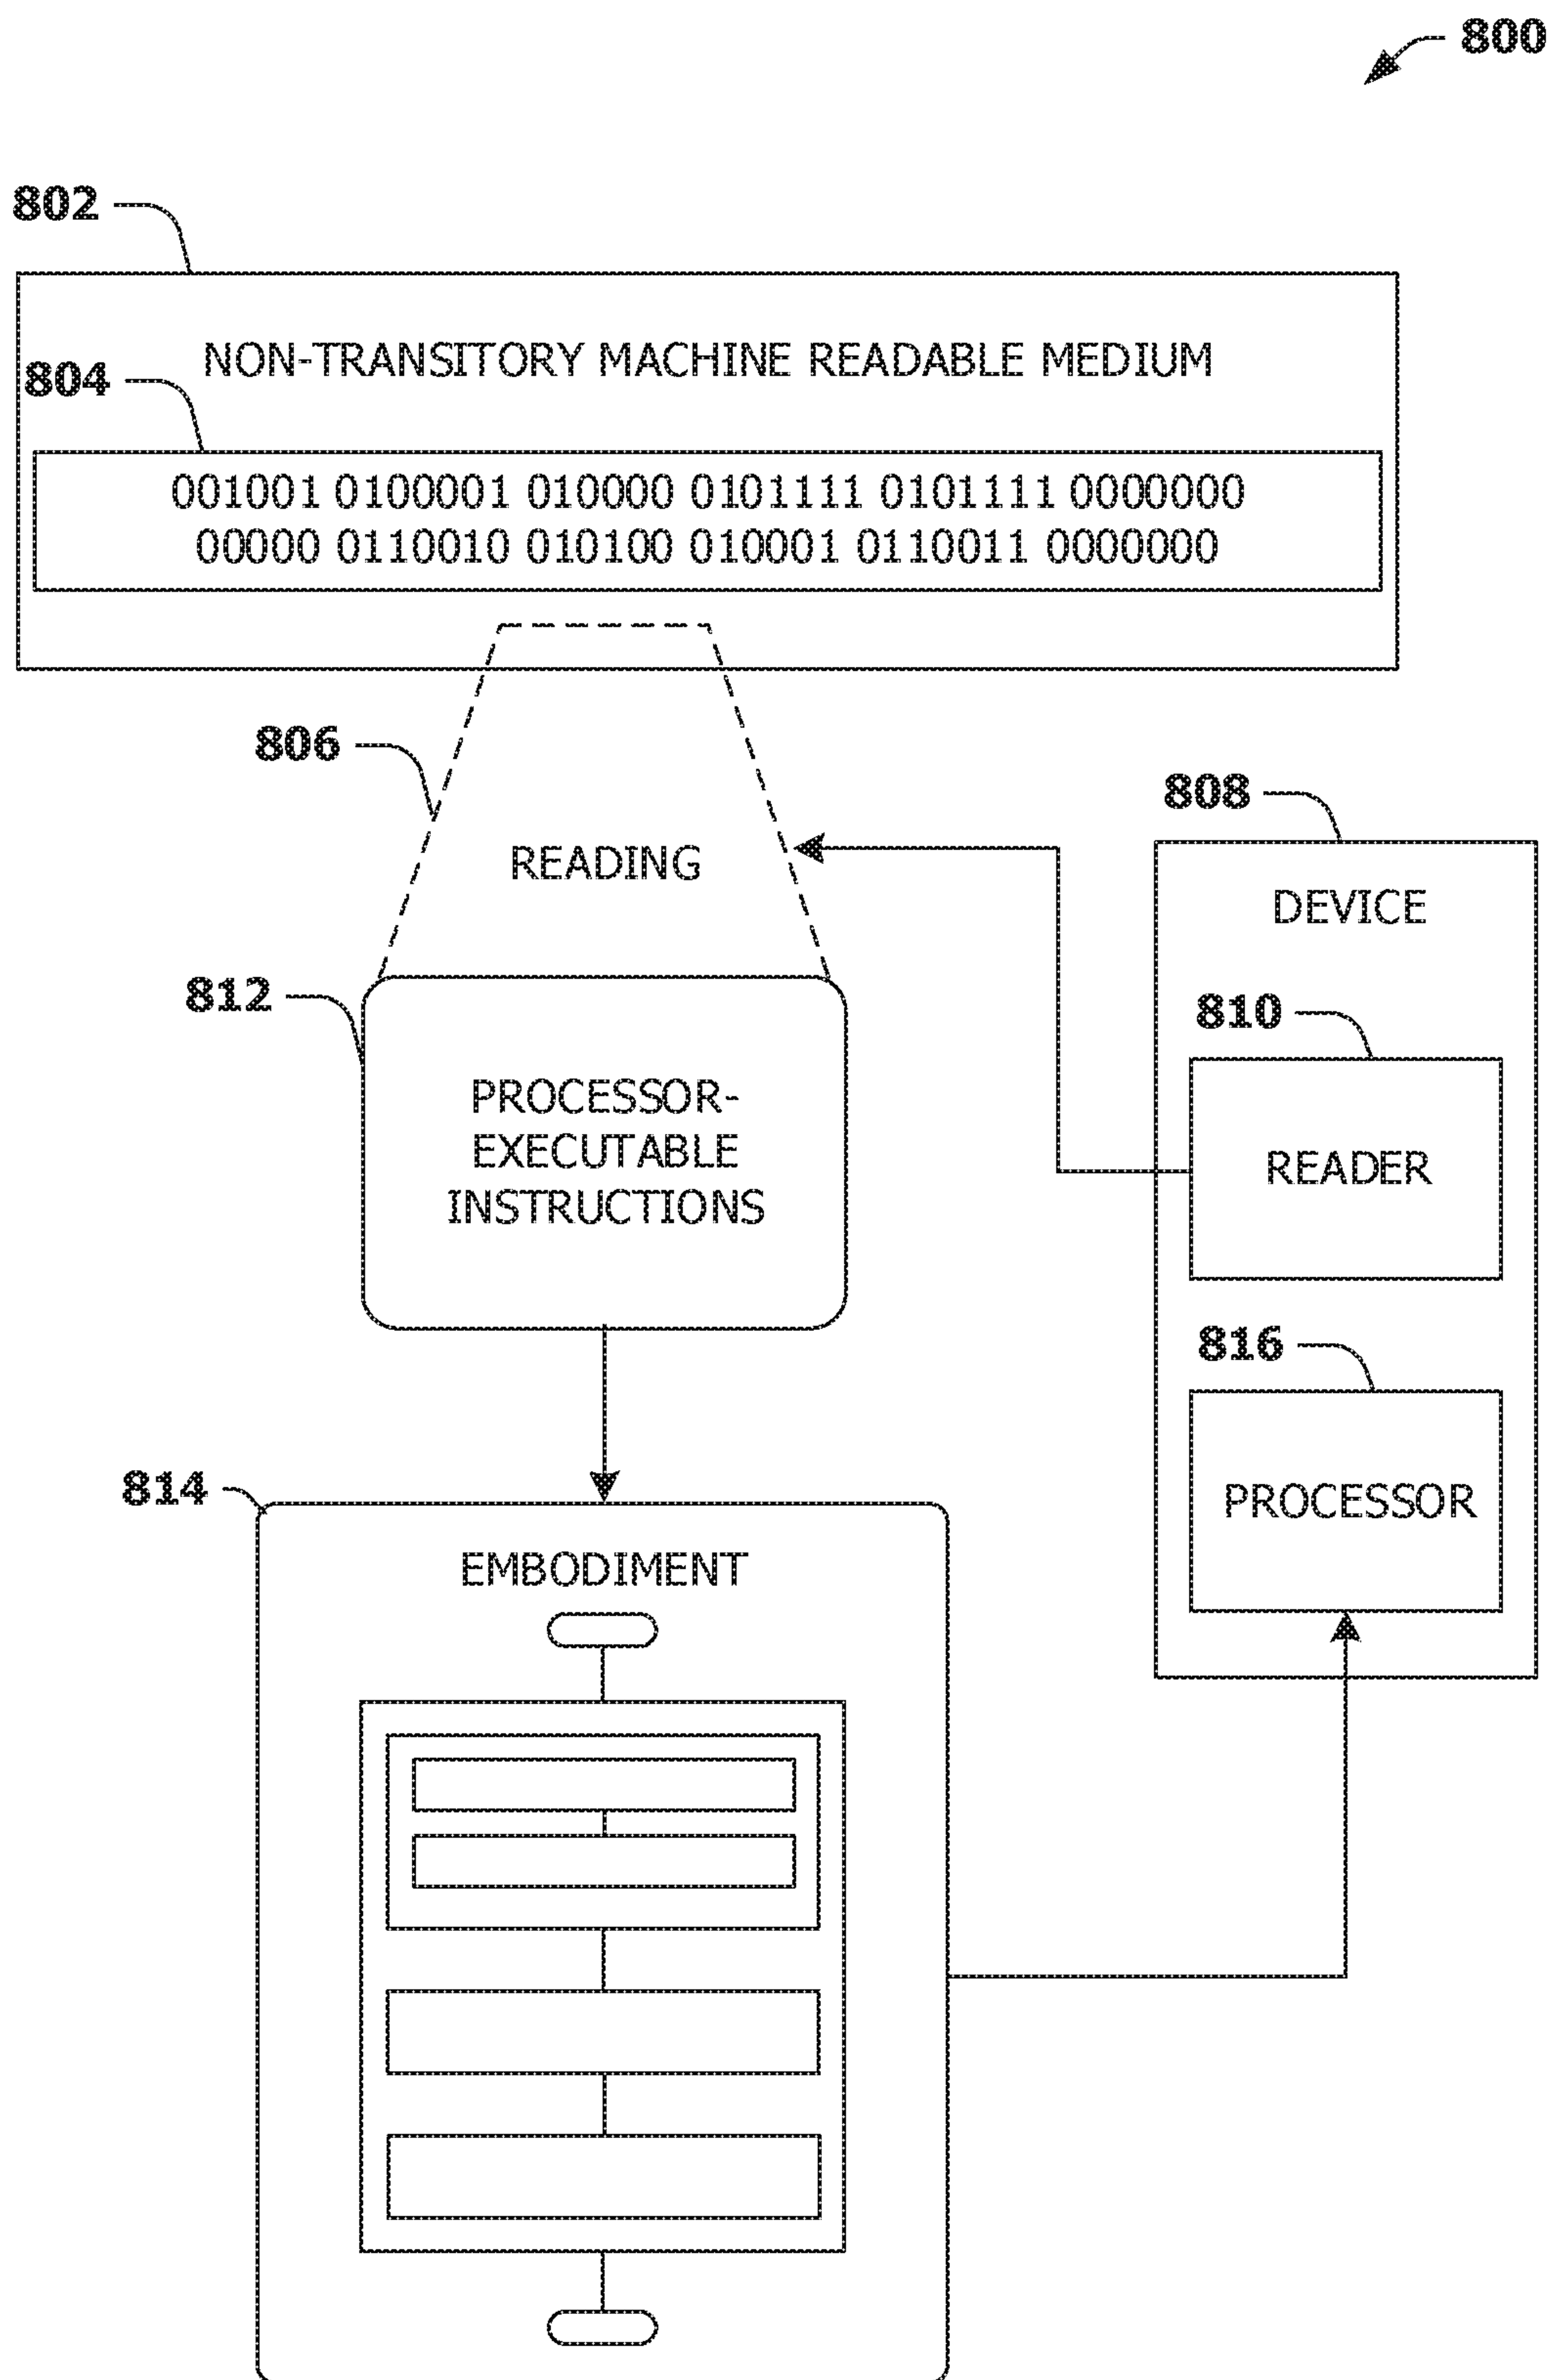 800
802
NON-TRANSITORY MACHINE READABLE MEDIUM
804
001001 0100001 010000 0101111 0101111 0000000
00000 0110010 010100 010001 0110011 0000000
806
READING
808
DEVICE
810
READER
812
PROCESSOR-
EXECUTABLE
INSTRUCTIONS
816
PROCESSOR
814
EMBODIMENT